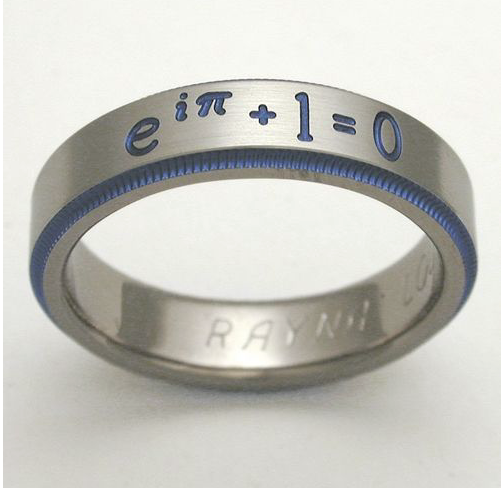 e^{iπ} + 1 = 0
RAYNA